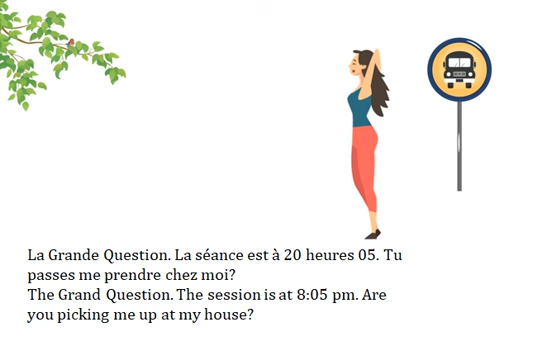 La Grande Question. La séance est à 20 heures 05. Tu
passes me prendre chez moi?
The Grand Question. The session is at 8:05 pm. Are
you picking me up at my house?